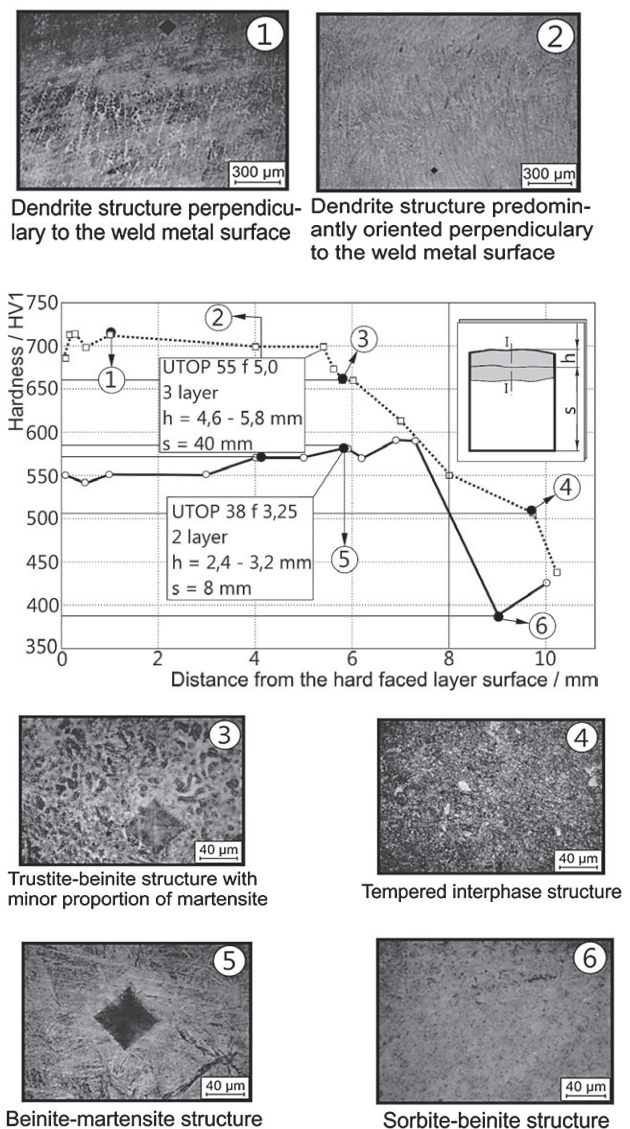 1
2
300 µm
300 µm
Dendrite structure perpendicu-
lary to the weld metal surface
Dendrite structure predomin-
antly oriented perpendiculary
to the weld metal surface
Hardness / HV1
750
700
650
600
550
500
450
400
350
0
2
4
6
8
10
Distance from the hard faced layer surface / mm
2
1
3
UTOP 55 f 5,0
3 layer
h = 4,6 - 5,8 mm
s = 40 mm
UTOP 38 f 3,25
2 layer
h = 2,4 - 3,2 mm
s = 8 mm
5
4
6
I
I
h
s
3
40 µm
Trustite-beinite structure with
minor proportion of martensite
4
40 µm
Tempered interphase structure
5
40 µm
Beinite-martensite structure
6
40 µm
Sorbite-beinite structure